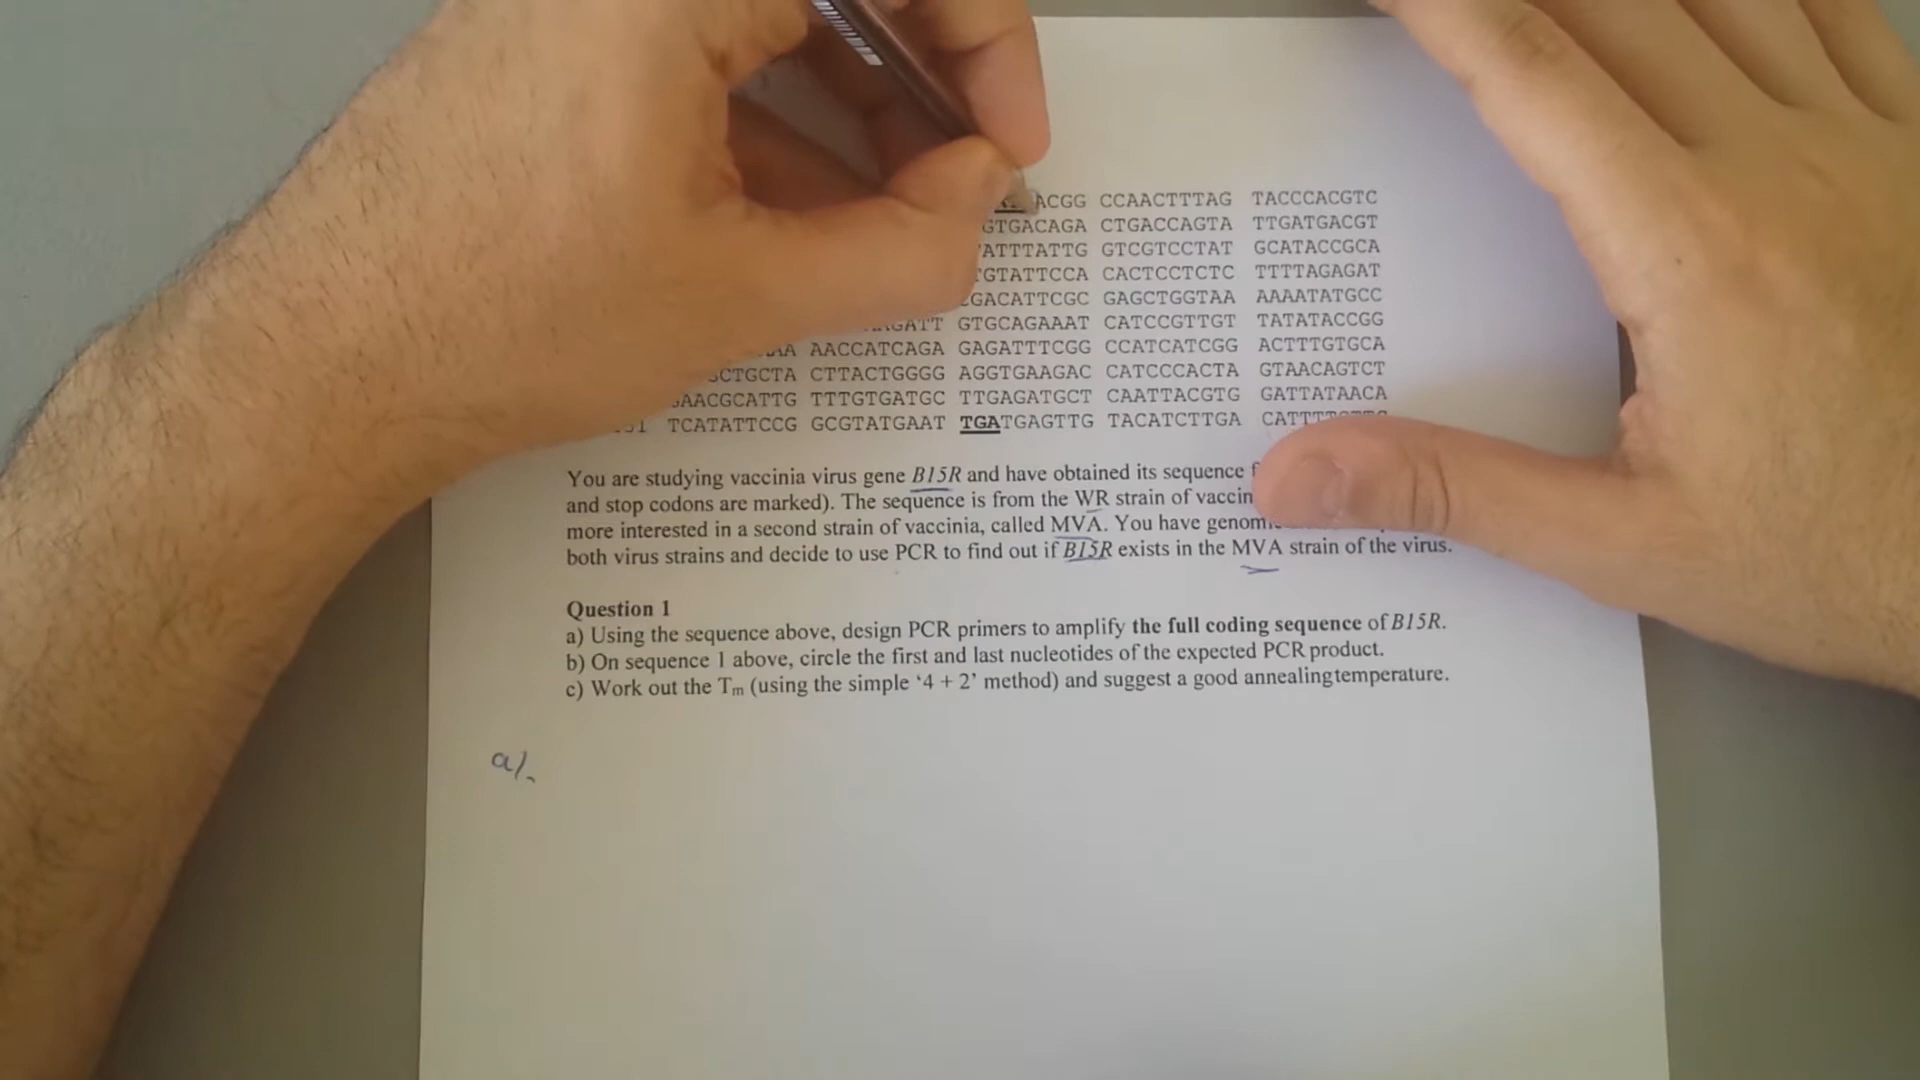 ACGG CCAACTTTAG TACCCACGTC
GTGACAGA CTGACCAGTA TTGATGACGT
ATTTATTG GTCGTCCTAT GCATACCGCA
GTATTCCA CACTCCTCTC TTTTAGAGAT
GACATTCGC GAGCTGGTAA AAAATATGCC
GATT GTGCAGAAAT CATCCGTTGT TATATACCGG
AA AACCATCAGA GAGATTTCGG CCATCATCGG ACTTTGTGCA
GCTGCTA CTTACTGGGG AGGTGAAGAC CATCCCACTA GTAACAGTCT
GAACGCATTG TTTGTGATGC TTGAGATGCT CAATTACGTG GATTATAACA
TCATATTCCG GCGTATGAAT TGATGAGTTG TACATCTTGA CATTT
You are studying vaccinia virus gene B15R and have obtained its sequence
and stop codons are marked). The sequence is from the WR strain of
more interested in a second strain of vaccinia, called MVA. You have
both virus strains and decide to use PCR to find out if B15R exists in the MVA strain of the virus.
Question 1
a) Using the sequence above, design PCR primers to amplify the full coding sequence of B15R.
b) On sequence 1 above, circle the first and last nucleotides of the expected PCR product.
c) Work out the Tm (using the simple ‘4 + 2’ method) and suggest a good annealing temperature.
a/.